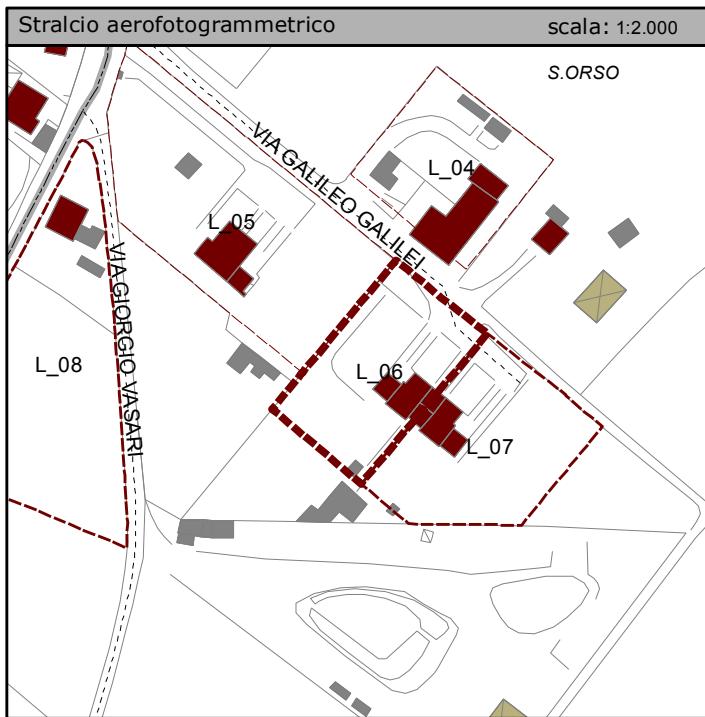 Stralcio aerofotogrammetrico scala: 1:2.000
S.ORSO
VIA GALILEO GALILEI
L_04
L_05
VIA GIORGIO VASARI
L_08
L_06
L_07